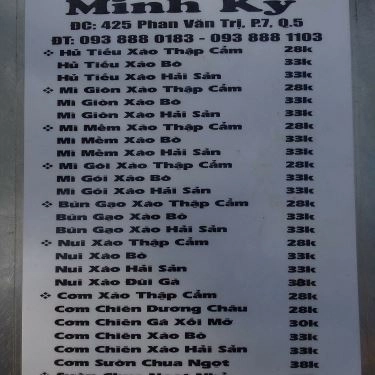 Minh Ký
ĐC: 425 Phan Văn Trị, P.7, Q.5
ĐT: 093 888 0183 - 093 888 1103
❖ Hủ Tiếu Xào Thập Cẩm 28k
Hủ Tiếu Xào Bò 33k
Hủ Tiếu Xào Hải Sản 33k
❖ Mì Giòn Xào Thập Cẩm 28k
Mì Giòn Xào Bò 33k
Mì Giòn Xào Hải Sản 33k
❖ Mì Mềm Xào Thập Cẩm 28k
Mì Mềm Xào Bò 33k
Mì Mềm Xào Hải Sản 33k
❖ Mì Gói Xào Thập Cẩm 28k
Mì Gói Xào Bò 33k
Mì Gói Xào Hải Sản 33k
❖ Bún Gạo Xào Thập Cẩm 28k
Bún Gạo Xào Bò 33k
Bún Gạo Xào Hải Sản 33k
❖ Nui Xào Thập Cẩm 28k
Nui Xào Bò 33k
Nui Xào Hải Sản 33k
Nui Xào Đùi Gà 38k
❖ Cơm Xào Thập Cẩm 28k
Cơm Chiên Dương Châu 28k
Cơm Chiên Gà Xối Mỡ 30k
Cơm Chiên Xào Bò 33k
Cơm Chiên Xào Hải Sản 33k
Cơm Sườn Chua Ngọt 38k